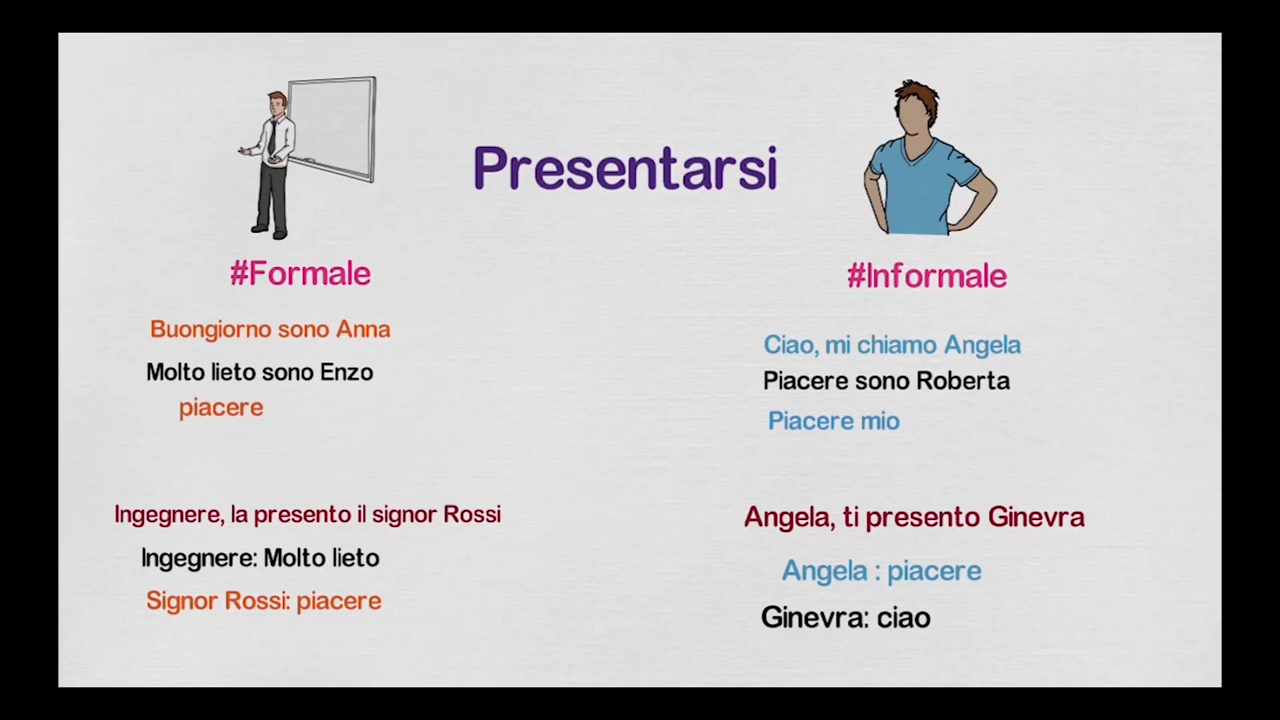 Presentarsi
#Formale
Buongiorno sono Anna
Molto lieto sono Enzo
piacere
Ingegnere, la presento il signor Rossi
Ingegnere: Molto lieto
Signor Rossi: piacere
#Informale
Ciao, mi chiamo Angela
Piacere sono Roberta
Piacere mio
Angela, ti presento Ginevra
Angela : piacere
Ginevra: ciao